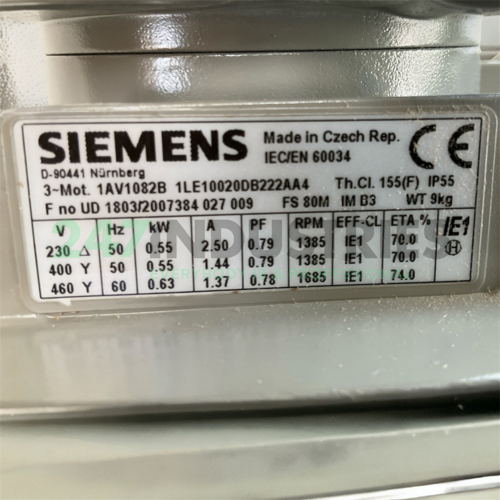 SIEMENS Made in Czech Rep. CE
D-90441 Nürnberg IEC/EN 60034
3~Mot. 1AV1082B 1LE10020DB222AA4 Th.Cl. 155(F) IP55
F no UD 1803/2007384 027 009 FS 80M IM B3 WT 9kg
V Hz kW A PF RPM EFF-CL ETA % IE1
230 Δ 50 0.55 2.50 0.79 1385 IE1 70.0 H
400 Y 50 0.55 1.44 0.79 1385 IE1 70.0
460 Y 60 0.63 1.37 0.78 1685 IE1 74.0
247INDUSTRIES